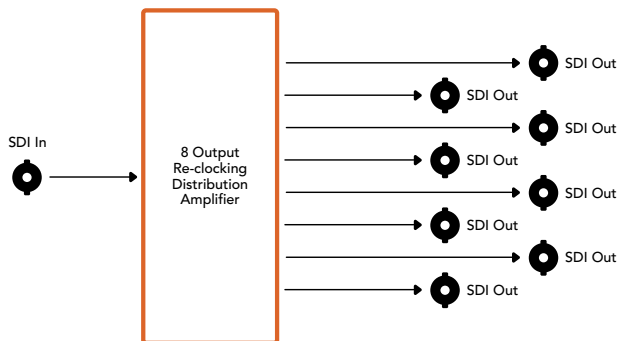 SDI In
8 Output
Re-clocking
Distribution
Amplifier
SDI Out
SDI Out
SDI Out
SDI Out
SDI Out
SDI Out
SDI Out
SDI Out